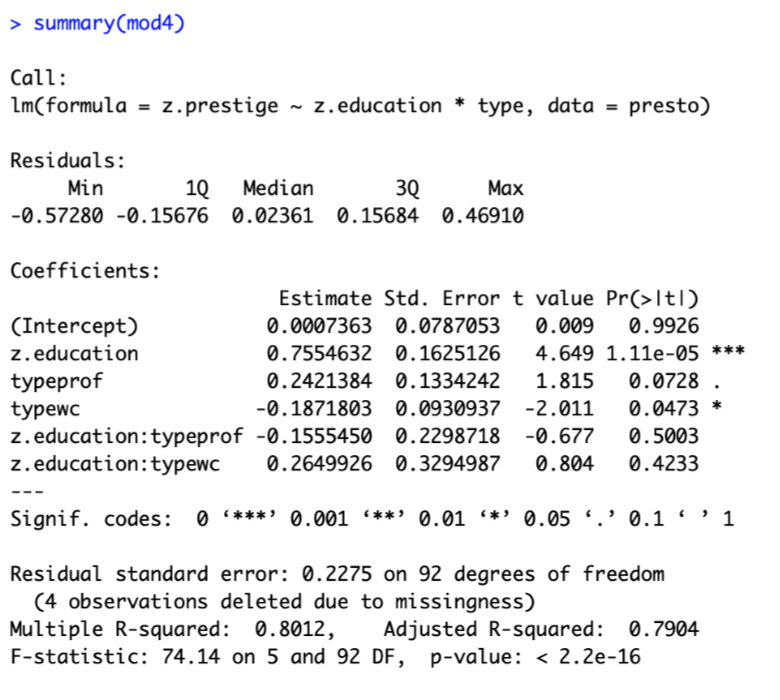 > summary(mod4)
Call:
lm(formula = z.prestige ~ z.education * type, data = presto)
Residuals:
Min 1Q Median 3Q Max
-0.57280 -0.15676 0.02361 0.15684 0.46910
Coefficients:
Estimate Std. Error t value Pr(>|t|)
(Intercept) 0.0007363 0.0787053 0.009 0.9926
z.education 0.7554632 0.1625126 4.649 1.11e-05 ***
typeprof 0.2421384 0.1334242 1.815 0.0728 .
typewc -0.1871803 0.0930937 -2.011 0.0473 *
z.education:typeprof -0.1555450 0.2298718 -0.677 0.5003
z.education:typewc 0.2649926 0.3294987 0.804 0.4233
---
Signif. codes: 0 ‘***’ 0.001 ‘**’ 0.01 ‘*’ 0.05 ‘.’ 0.1 ‘ ’ 1
Residual standard error: 0.2275 on 92 degrees of freedom
(4 observations deleted due to missingness)
Multiple R-squared: 0.8012, Adjusted R-squared: 0.7904
F-statistic: 74.14 on 5 and 92 DF, p-value: < 2.2e-16